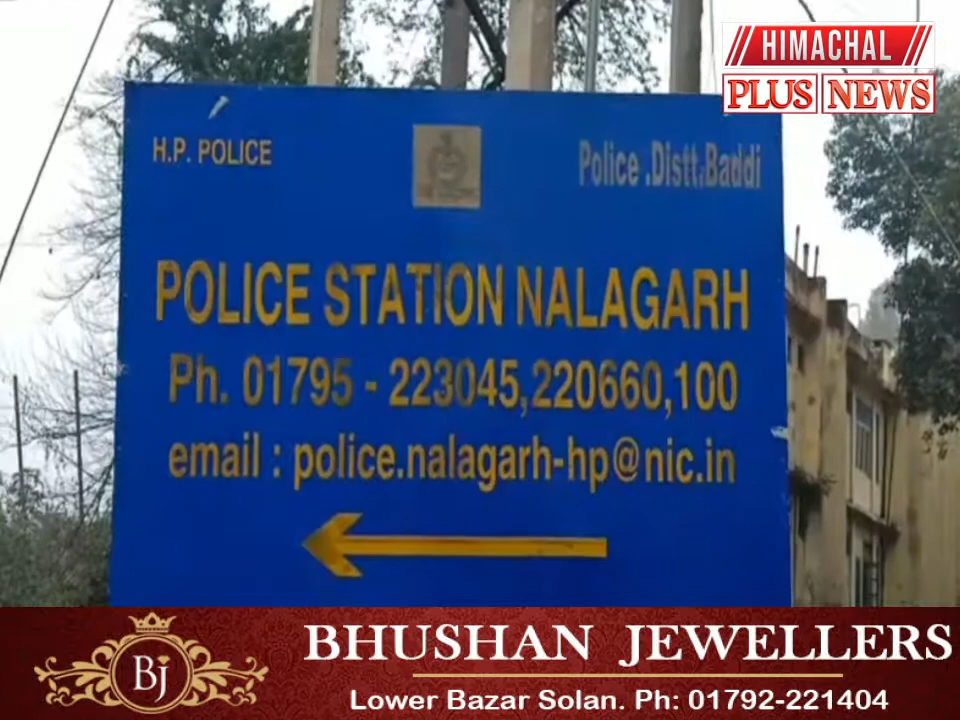 HIMACHAL
PLUS NEWS
H.P. POLICE
Police .Distt.Baddi
POLICE STATION NALAGARH
Ph. 01795 - 223045,220660,100
email : police.nalagarh-hp@nic.in
BJ
BHUSHAN JEWELLERS
Lower Bazar Solan. Ph: 01792-221404